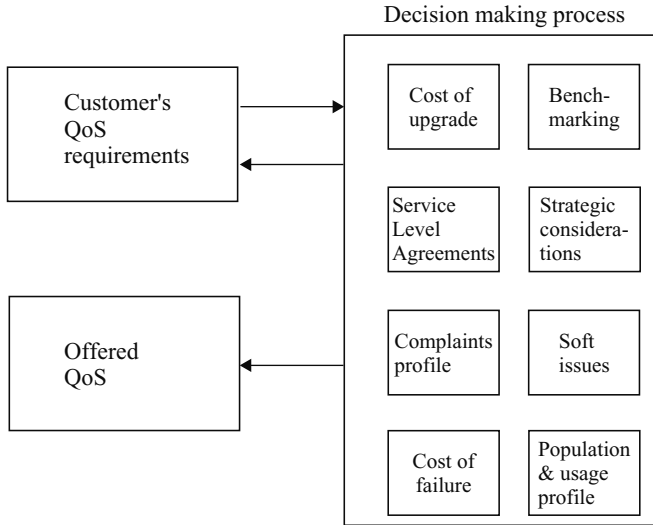 Decision making process
Customer's
QoS
requirements
Offered
QoS
Cost of
upgrade
Bench-
marking
Service
Level
Agreements
Strategic
considera-
tions
Complaints
profile
Soft
issues
Cost of
failure
Population
& usage
profile